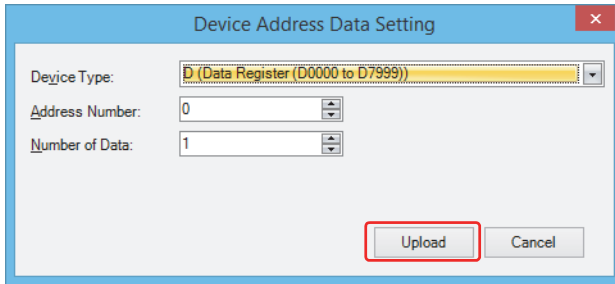 Device Address Data Setting
Device Type: D (Data Register (D0000 to D7999))
Address Number: 0
Number of Data: 1
Upload Cancel